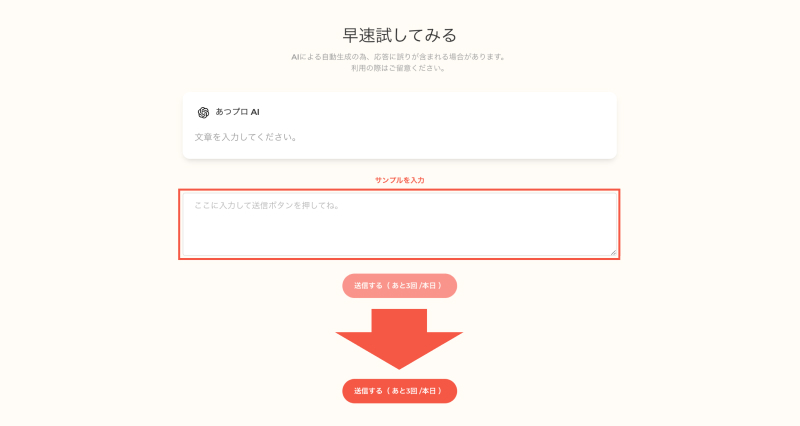 早速試してみる
AIによる自動生成の為、応答に誤りが含まれる場合があります。
利用の際はご留意ください。
あつプロ AI
文章を入力してください。
サンプルを入力
ここに入力して送信ボタンを押してね。
送信する（ あと3回 /本日 ）
送信する（ あと3回 /本日 ）